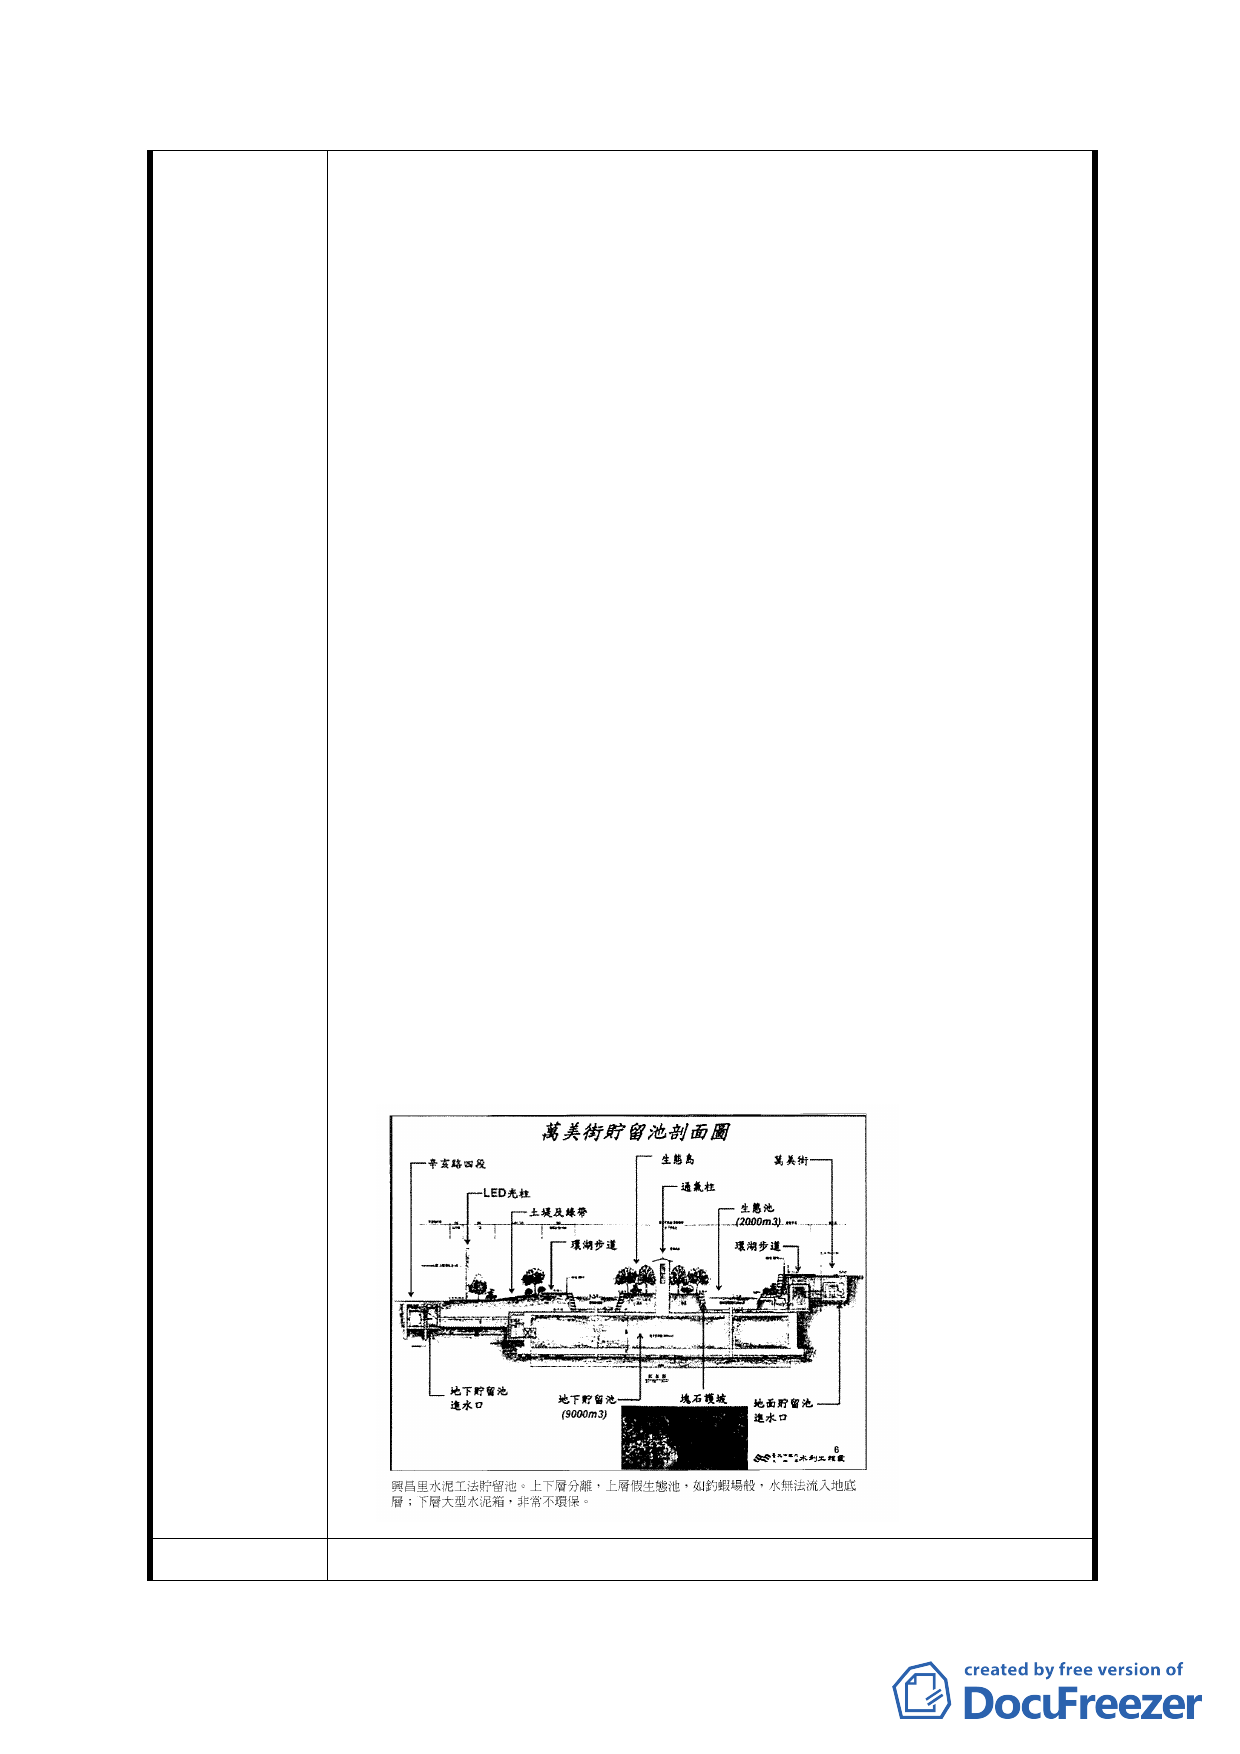 萬美街貯留池剖面圖
辛亥路四段
生態島
萬美街
LED光柱
通氣柱
土堤及綠帶
生態池
(2000m3)
環湖步道
環湖步道
地下貯留池
進水口
地下貯留池
(9000m3)
塊石護坡
地面貯留池
進水口
6
水利工程處
興昌里水泥工法貯留池。上下層分離，上層假生態池，如釣蝦場般，水無法流入地底
層；下層大型水泥箱，非常不環保。
created by free version of
DocuFreezer